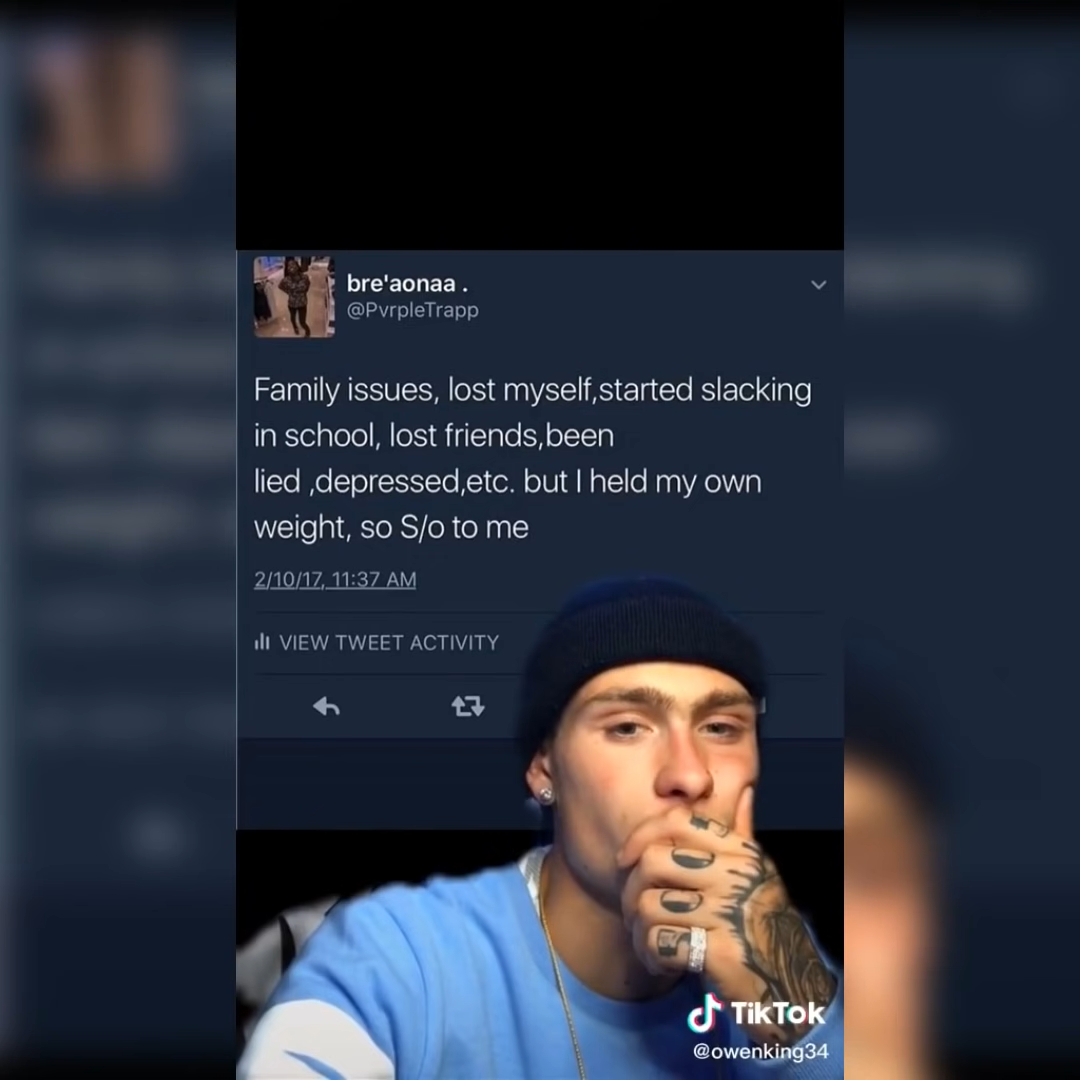 bre'aonaa .
@PvrpleTrapp
Family issues, lost myself,started slacking
in school, lost friends,been
lied ,depressed,etc. but I held my own
weight, so S/o to me
2/10/17, 11:37 AM
VIEW TWEET ACTIVITY
TikTok
@owenking34